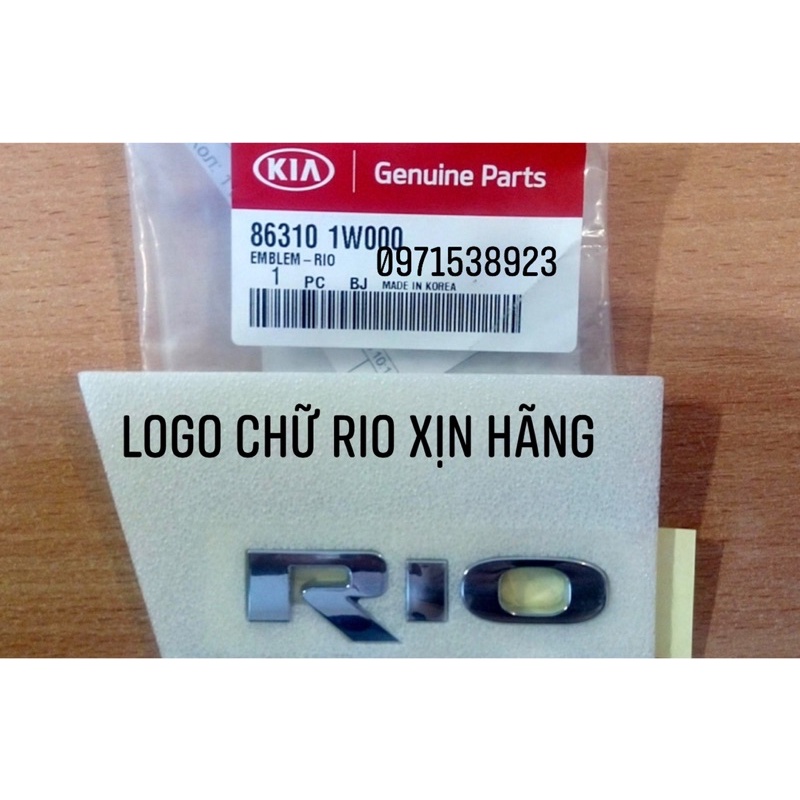 KIA Genuine Parts
86310 1W000
EMBLEM-RIO 0971538923
1 PC BJ MADE IN KOREA
LOGO CHỮ RIO XỊN HÃNG
RIO